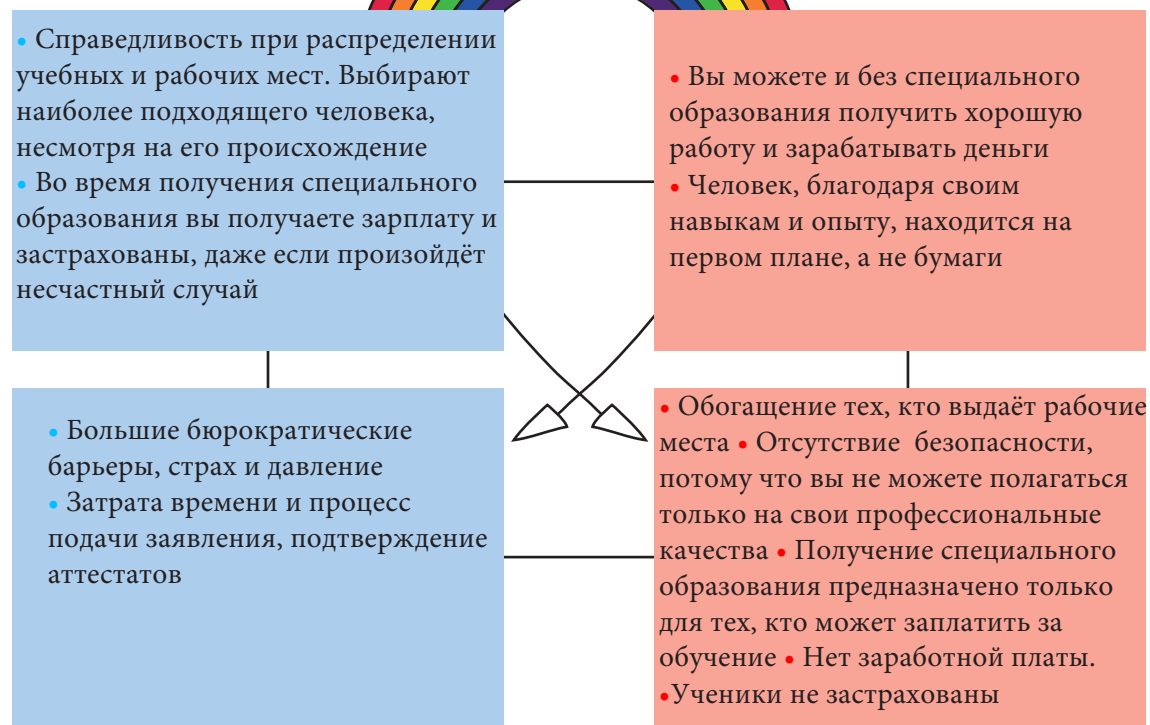 • Справедливость при распределении
учебных и рабочих мест. Выбирают
наиболее подходящего человека,
несмотря на его происхождение
• Во время получения специального
образования вы получаете зарплату и
застрахованы, даже если произойдёт
несчастный случай
• Вы можете и без специального
образования получить хорошую
работу и зарабатывать деньги
• Человек, благодаря своим
навыкам и опыту, находится на
первом плане, а не бумаги
• Большие бюрократические
барьеры, страх и давление
• Затрата времени и процесс
подачи заявления, подтверждение
аттестатов
• Обогащение тех, кто выдаёт рабочие
места • Отсутствие безопасности,
потому что вы не можете полагаться
только на свои профессиональные
качества • Получение специального
образования предназначено только
для тех, кто может заплатить за
обучение • Нет заработной платы.
•Ученики не застрахованы